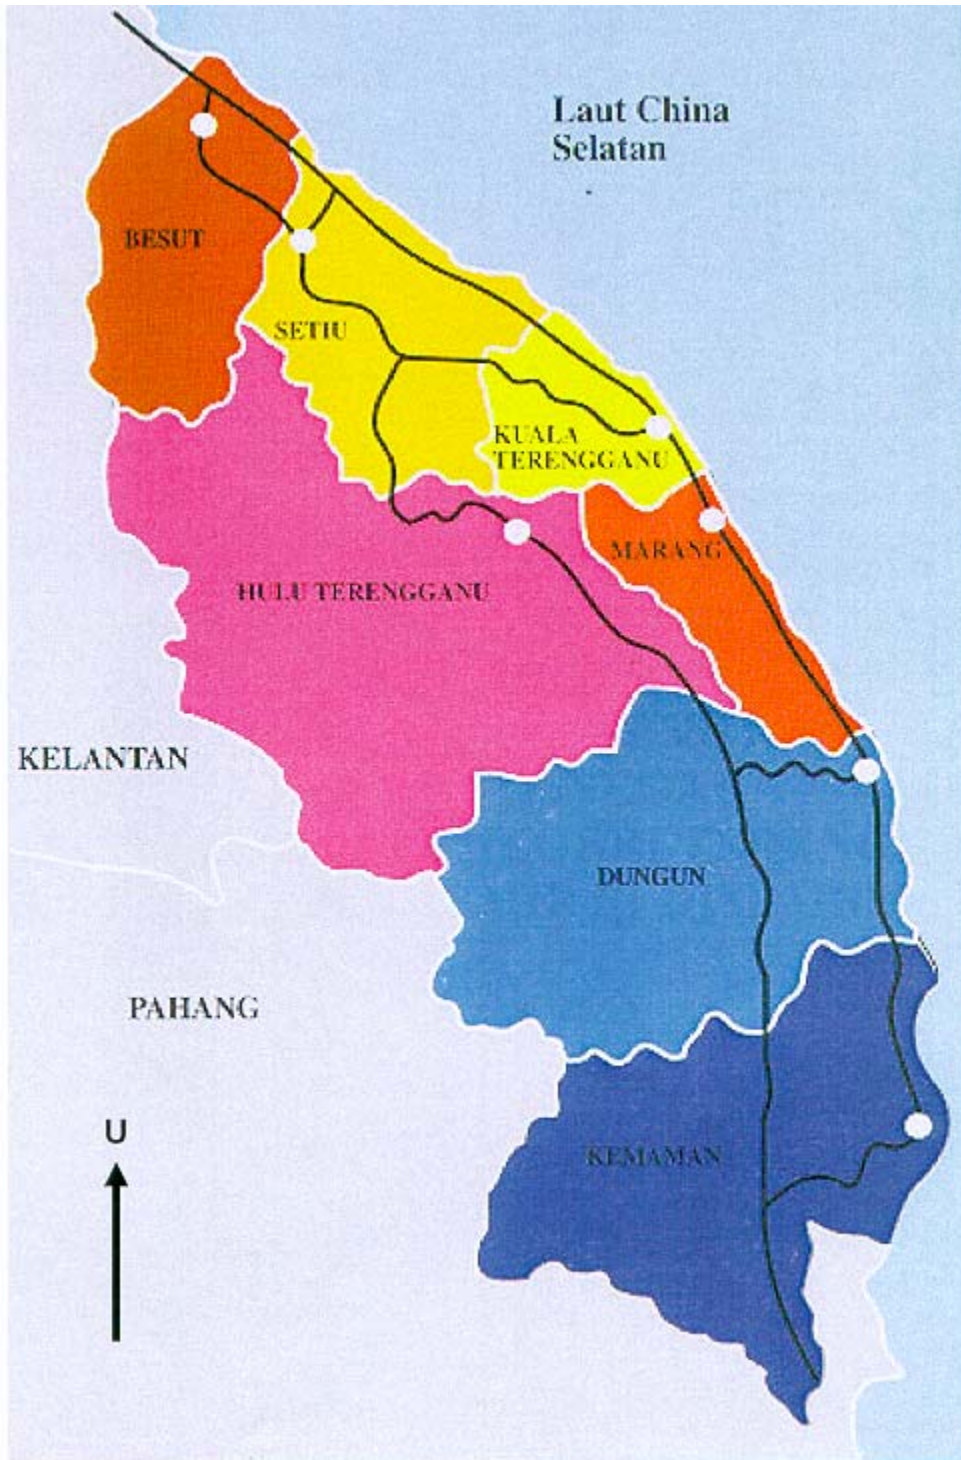 Laut China
Selatan
BESUT
SETIU
KUALA
TERENGGANU
MARANG
HULU TERENGGANU
KELANTAN
DUNGUN
PAHANG
U
KEMAMAN